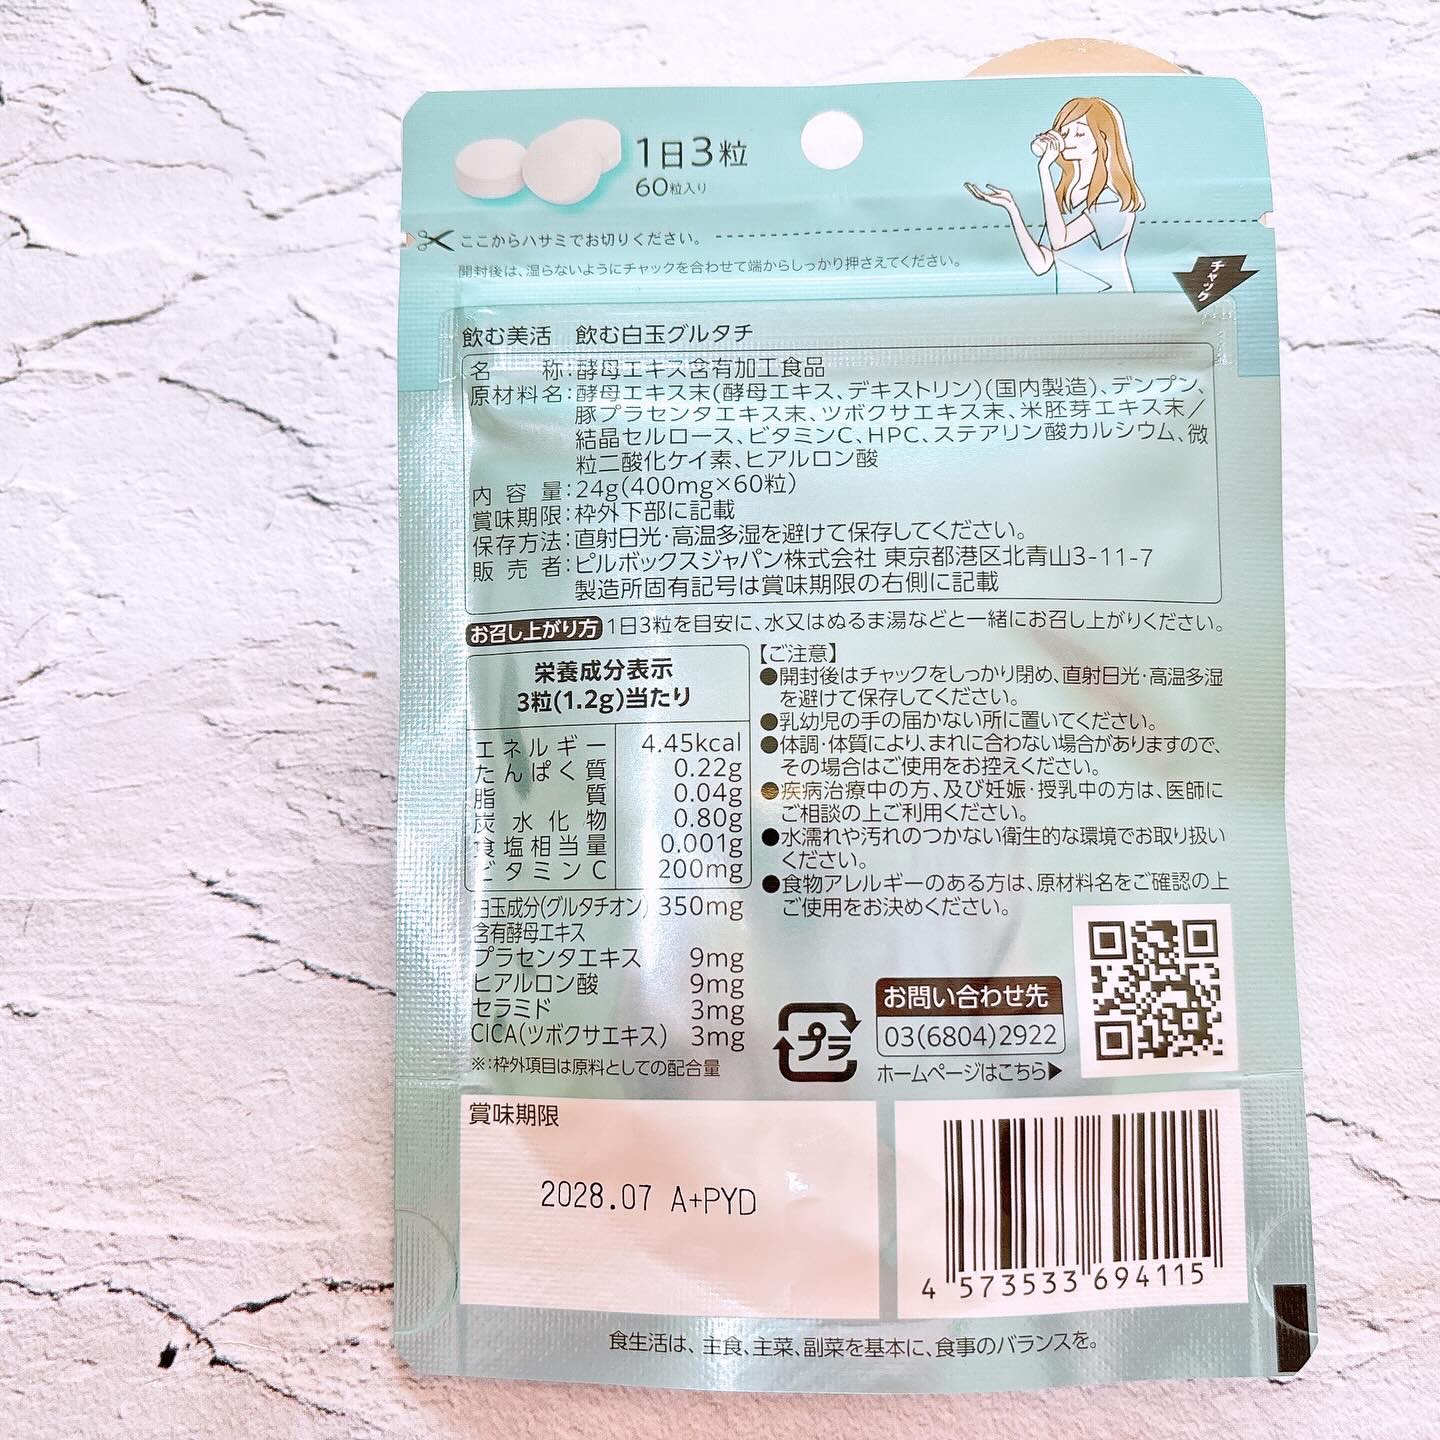 1日3粒
60粒入り
ここからハサミでお切りください。
開封後は、湿らないようにチャックを合わせて端からしっかり押さえてください。
チャック
飲む美活 飲む白玉グルタチ
名称:酵母エキス含有加工食品
原材料名:酵母エキス末(酵母エキス、デキストリン)(国内製造)、デンプン、
豚プラセンタエキス末、ツボクサエキス末、米胚芽エキス末／
結晶セルロース、ビタミンC、HPC、ステアリン酸カルシウム、微
粒二酸化ケイ素、ヒアルロン酸
内容量:24g(400mg×60粒)
賞味期限:枠外下部に記載
保存方法:直射日光・高温多湿を避けて保存してください。
販売者:ピルボックスジャパン株式会社 東京都港区北青山3-11-7
製造所固有記号は賞味期限の右側に記載
お召し上がり方 1日3粒を目安に、水又はぬるま湯などと一緒にお召し上がりください。
栄養成分表示
3粒(1.2g)当たり
エネルギー 4.45kcal
たんぱく質 0.22g
脂質 0.04g
炭水化物 0.80g
食塩相当量 0.001g
ビタミンC 200mg
白玉成分(グルタチオン) 350mg
含有酵母エキス
プラセンタエキス 9mg
ヒアルロン酸 9mg
セラミド 3mg
CICA(ツボクサエキス) 3mg
※:枠外項目は原料としての配合量
【ご注意】
●開封後はチャックをしっかり閉め、直射日光・高温多湿
を避けて保存してください。
●乳幼児の手の届かない所に置いてください。
●体調・体質により、まれに合わない場合がありますので、
その場合はご使用をお控えください。
●疾病治療中の方、及び妊娠・授乳中の方は、医師に
ご相談の上ご利用ください。
●水濡れや汚れのつかない衛生的な環境でお取り扱い
ください。
●食物アレルギーのある方は、原材料名をご確認の上
ご使用をお決めください。
プラ
お問い合わせ先
03(6804)2922
ホームページはこちら▶
賞味期限
2028.07 A+PYD
4 573533 694115
食生活は、主食、主菜、副菜を基本に、食事のバランスを。